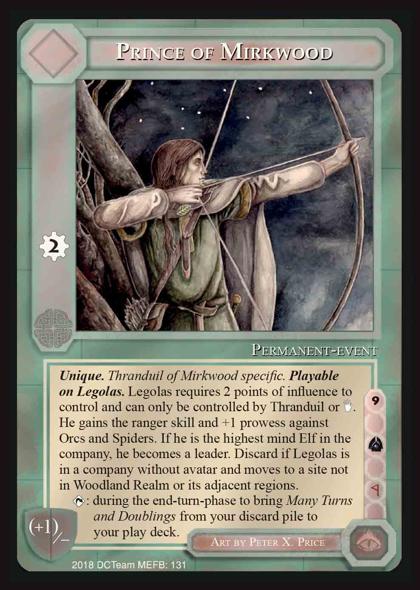 PRINCE OF MIRKWOOD
2
PERMANENT-EVENT
Unique. Thranduil of Mirkwood specific. Playable
on Legolas. Legolas requires 2 points of influence to
control and can only be controlled by Thranduil or .
He gains the ranger skill and +1 prowess against
Orcs and Spiders. If he is the highest mind Elf in the
company, he becomes a leader. Discard if Legolas is
in a company without avatar and moves to a site not
in Woodland Realm or its adjacent regions.
: during the end-turn-phase to bring Many Turns
and Doublings from your discard pile to
your play deck.
9
(+1)/–
ART BY PETER X. PRICE
2018 DCTeam MEFB: 131